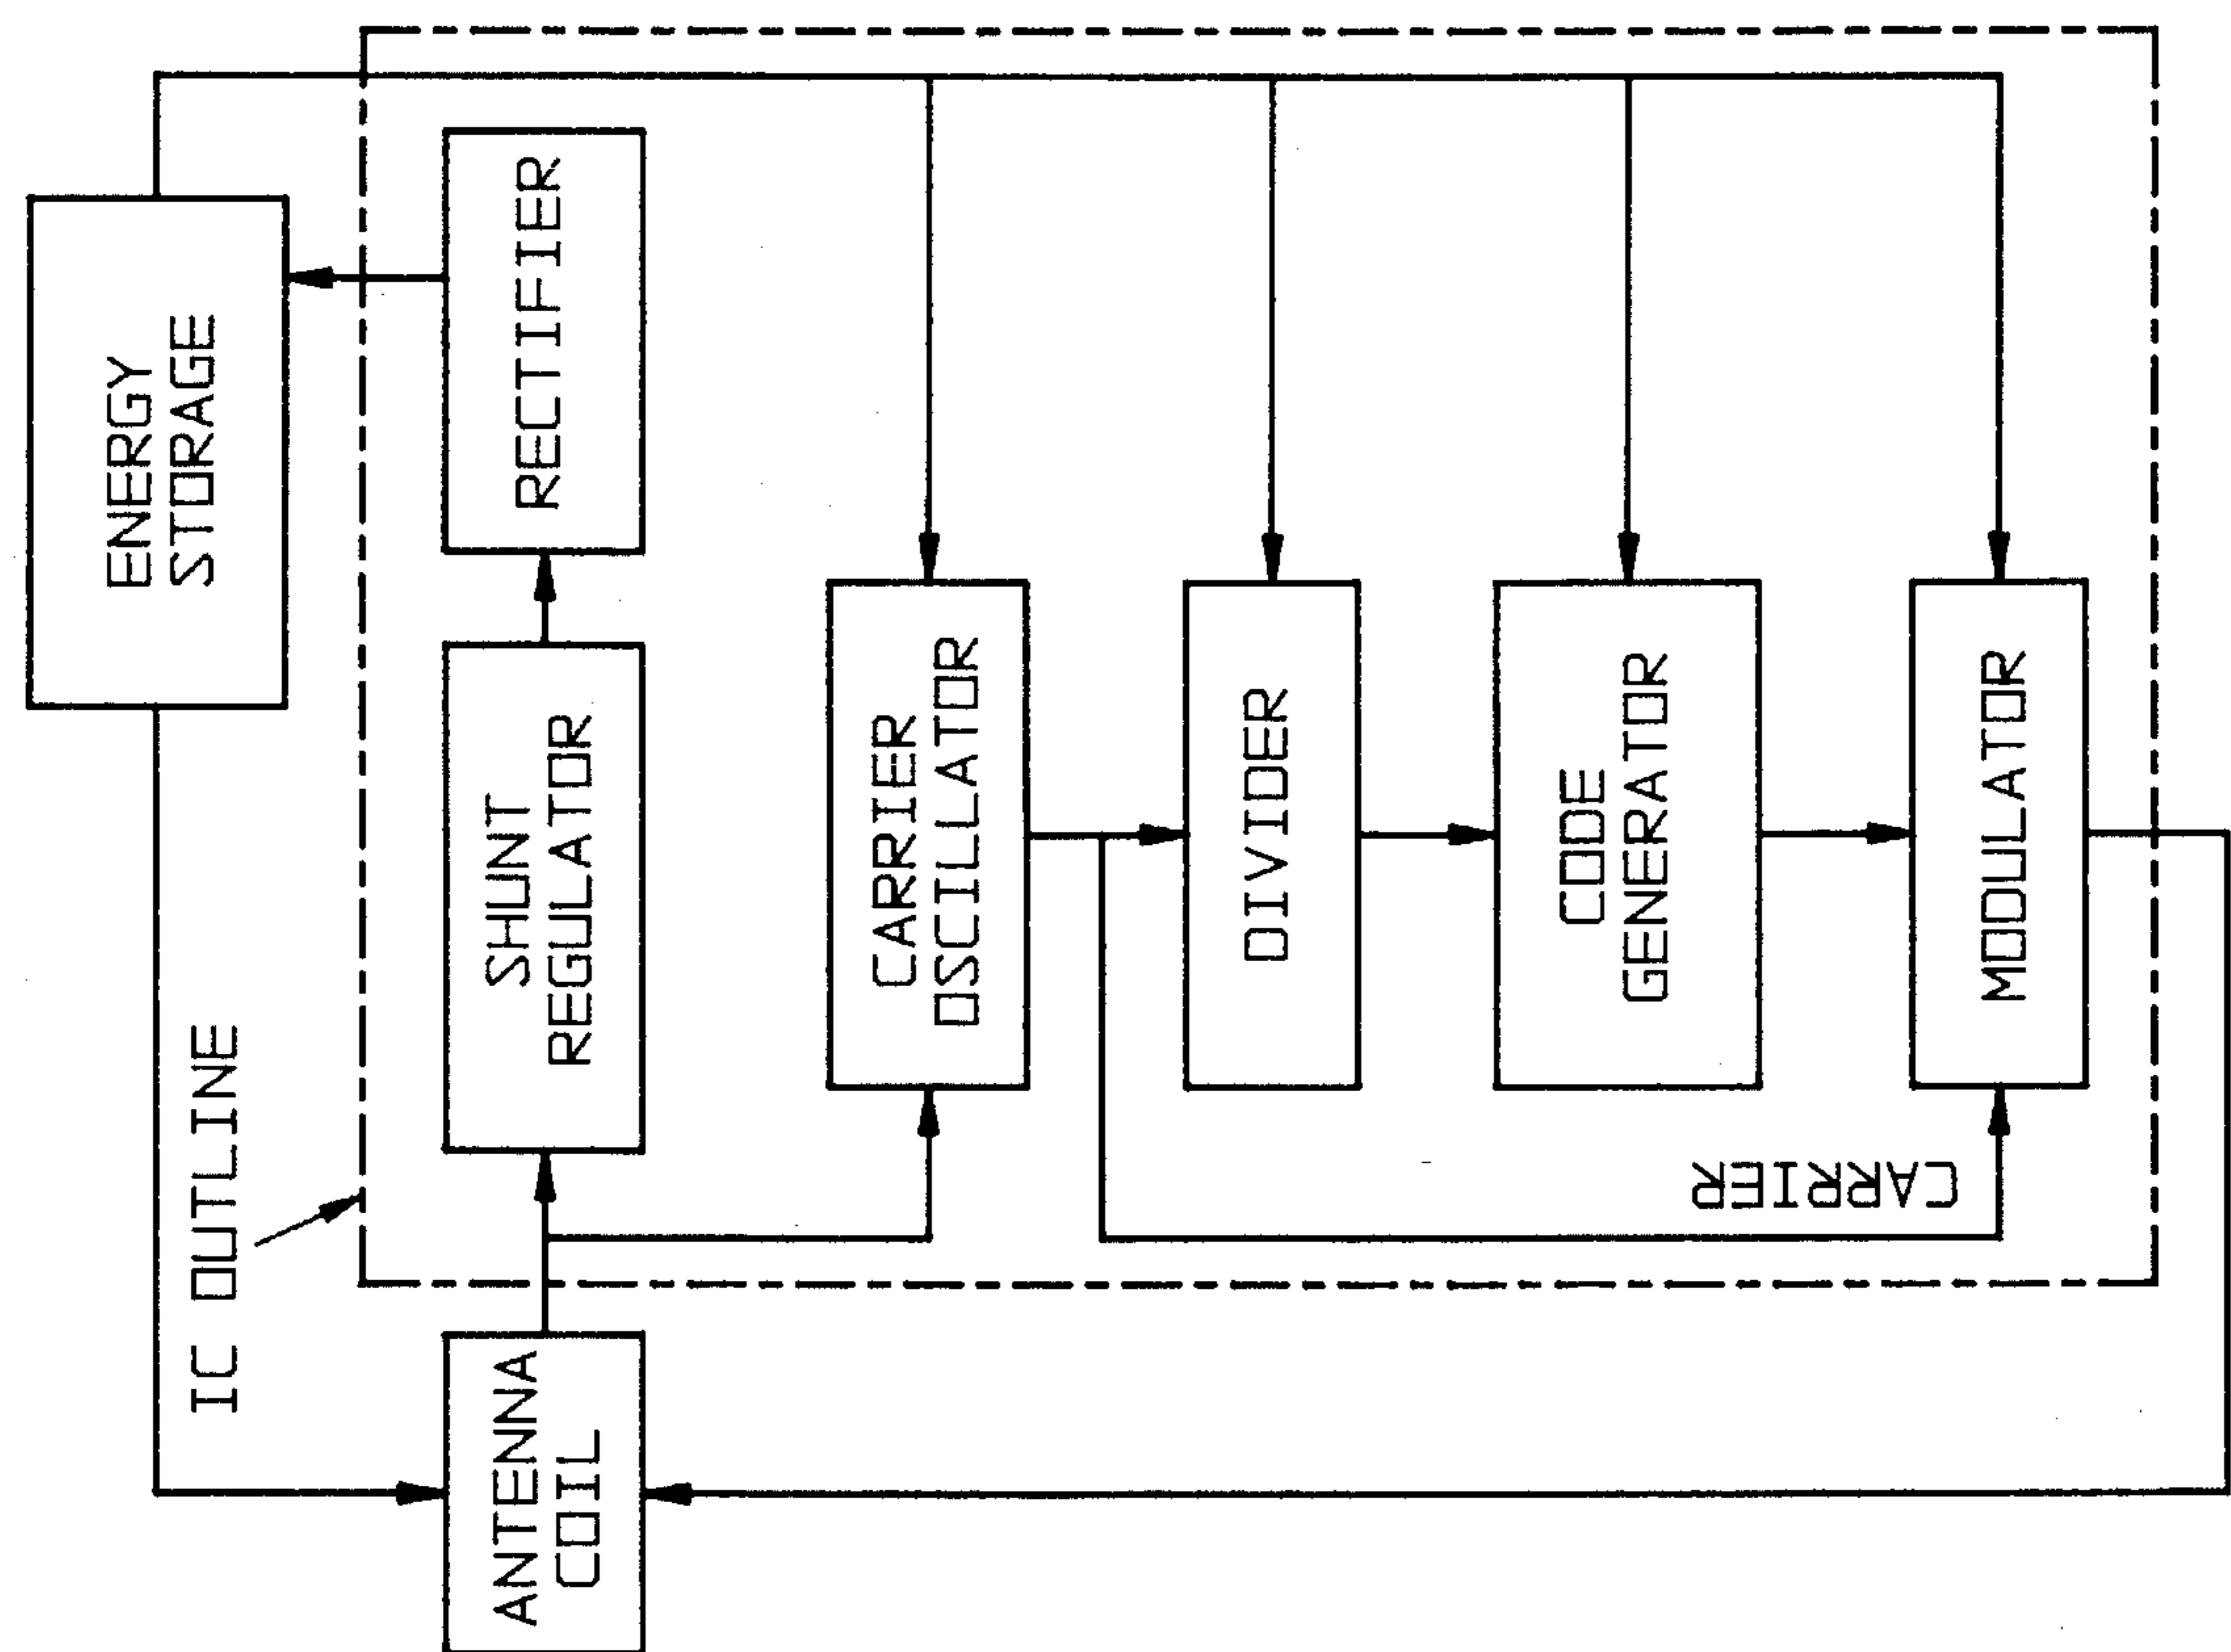 ENERGY
STORAGE
IC OUTLINE
RECTIFIER
SHUNT
REGULATOR
ANTENNA
COIL
CARRIER
OSCILLATOR
DIVIDER
CODE
GENERATOR
CARRIER
MODULATOR